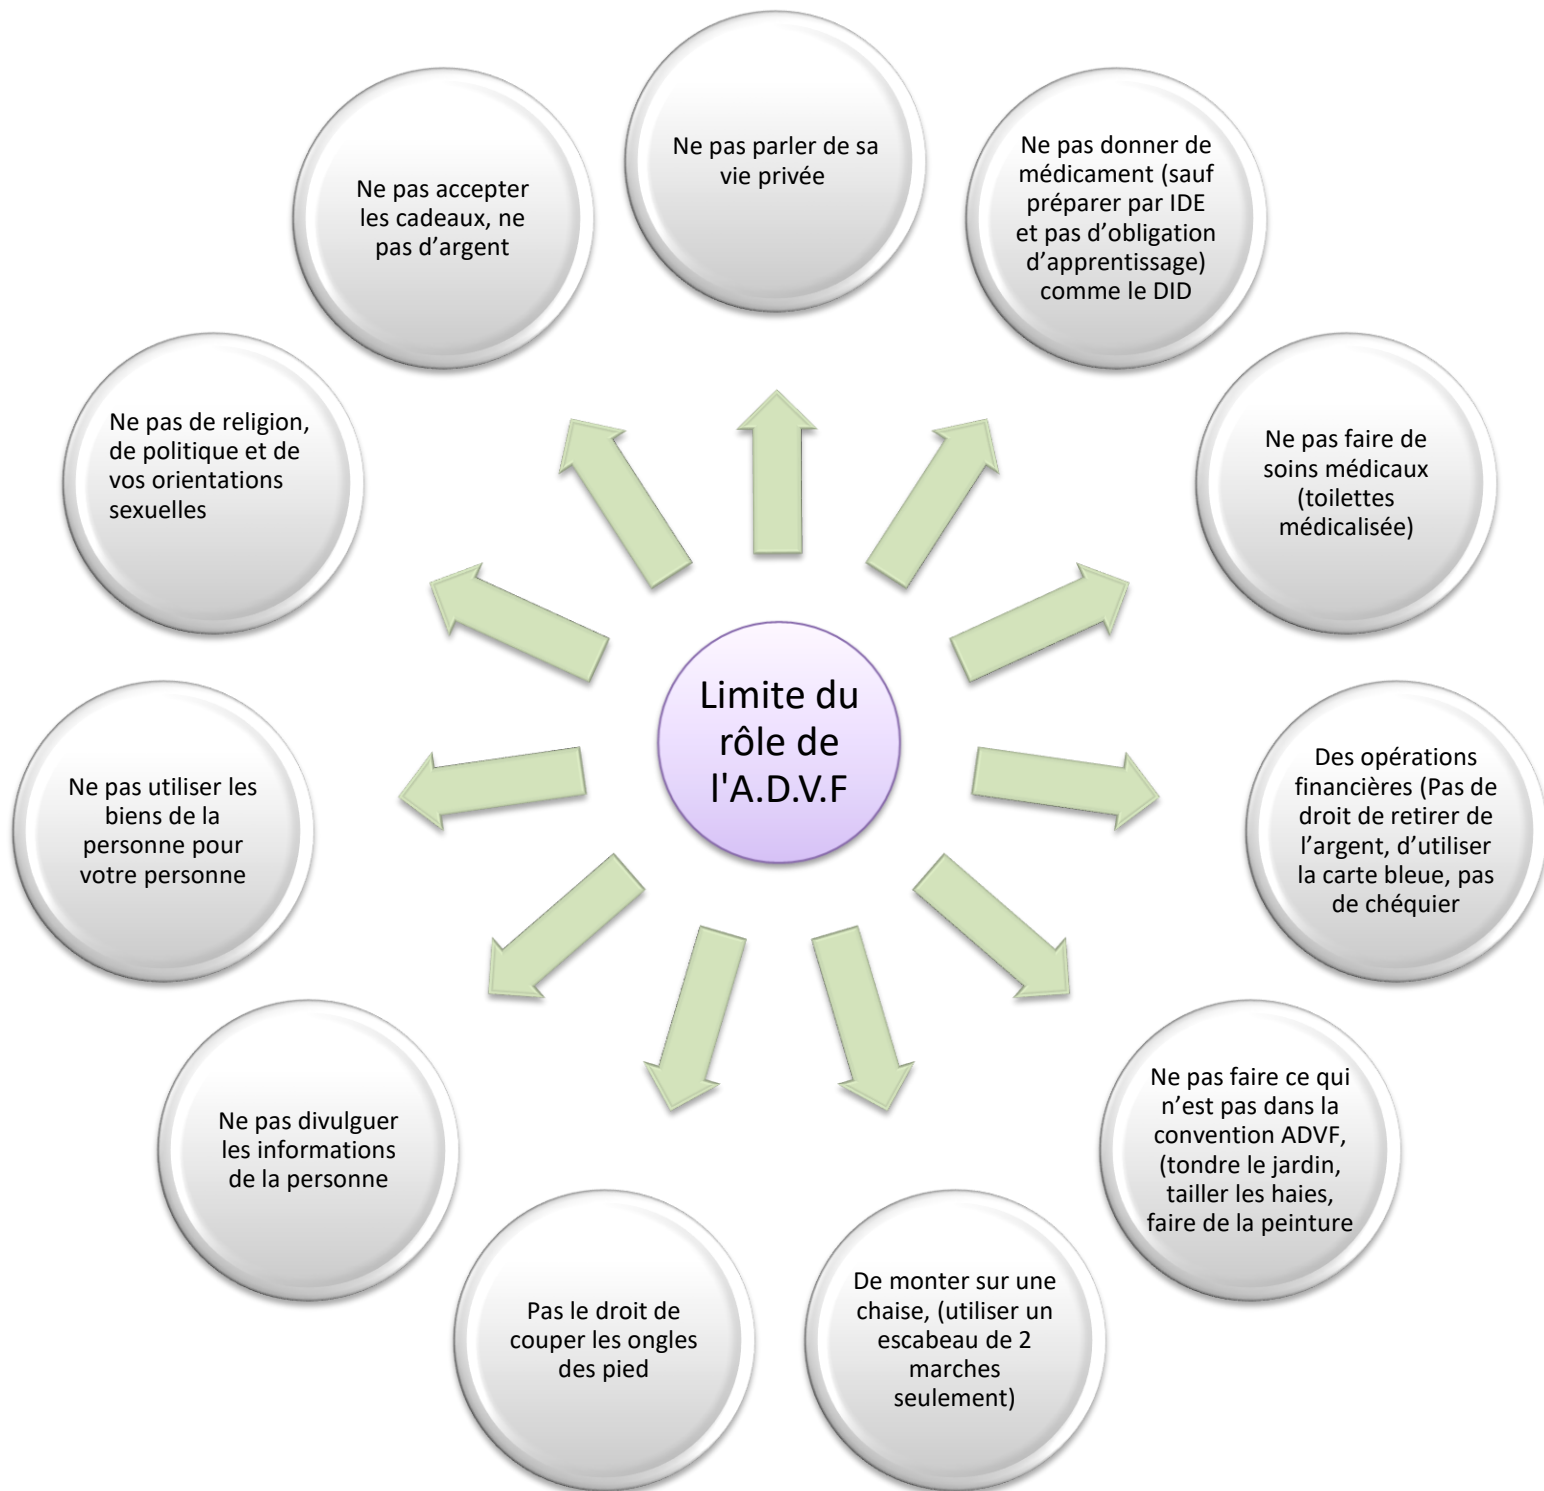 Ne pas parler de sa
vie privée
Ne pas donner de
médicament (sauf
préparer par IDE
et pas d’obligation
d’apprentissage)
comme le DID
Ne pas faire de
soins médicaux
(toilettes
médicalisée)
Des opérations
financières (Pas de
droit de retirer de
l’argent, d’utiliser
la carte bleue, pas
de chéquier
Ne pas faire ce qui
n’est pas dans la
convention ADVF,
(tondre le jardin,
tailler les haies,
faire de la peinture
De monter sur une
chaise, (utiliser un
escabeau de 2
marches
seulement)
Pas le droit de
couper les ongles
des pied
Ne pas divulguer
les informations
de la personne
Ne pas utiliser les
biens de la
personne pour
votre personne
Ne pas de religion,
de politique et de
vos orientations
sexuelles
Ne pas accepter
les cadeaux, ne
pas d’argent
Limite du
rôle de
l'A.D.V.F